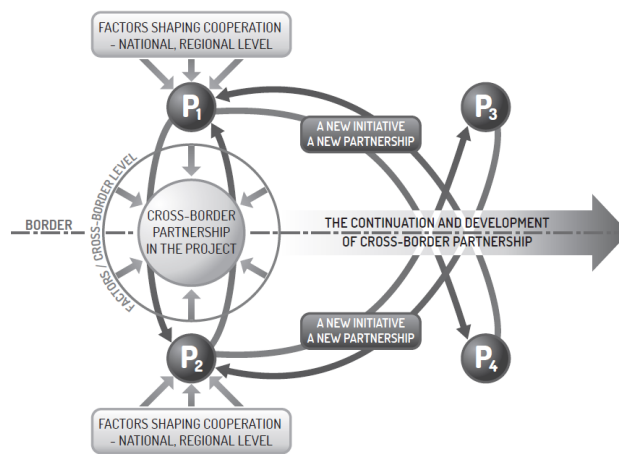 FACTORS SHAPING COOPERATION
- NATIONAL, REGIONAL LEVEL
P1
P3
A NEW INITIATIVE
A NEW PARTNERSHIP
FACTORS / CROSS-BORDER LEVEL
BORDER
CROSS-BORDER
PARTNERSHIP
IN THE PROJECT
THE CONTINUATION AND DEVELOPMENT
OF CROSS-BORDER PARTNERSHIP
A NEW INITIATIVE
A NEW PARTNERSHIP
P2
P4
FACTORS SHAPING COOPERATION
- NATIONAL, REGIONAL LEVEL